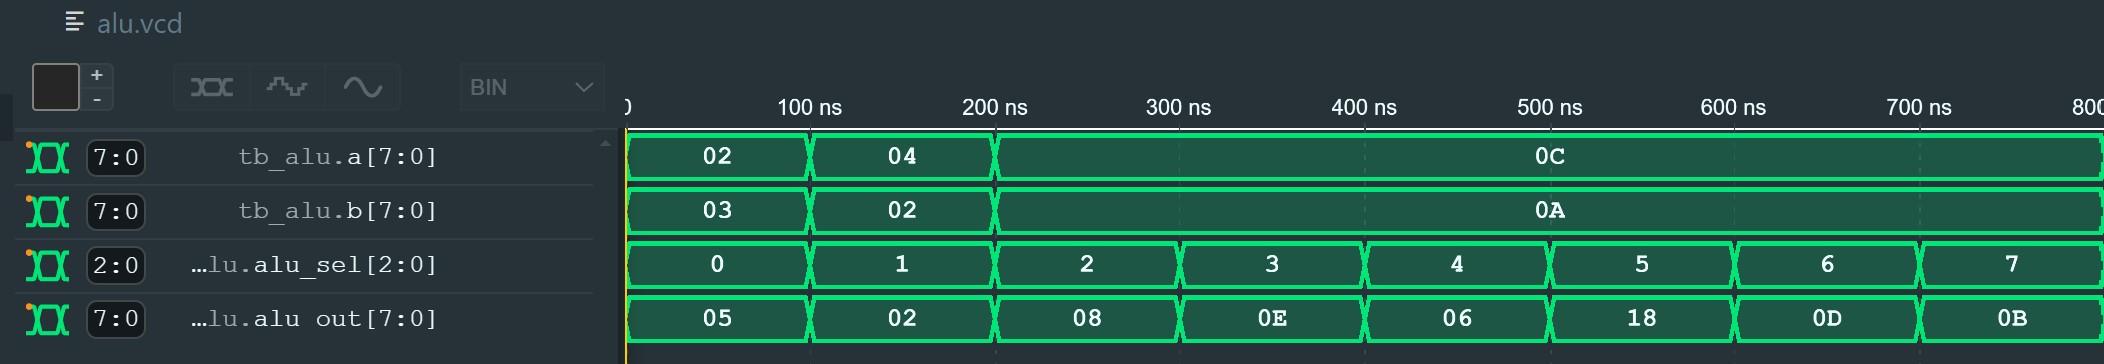 alu.vcd
+
-
BIN
0 100 ns 200 ns 300 ns 400 ns 500 ns 600 ns 700 ns 800
7:0 tb_alu.a[7:0] 02 04 0C
7:0 tb_alu.b[7:0] 03 02 0A
2:0 …lu.alu_sel[2:0] 0 1 2 3 4 5 6 7
7:0 …lu.alu out[7:0] 05 02 08 0E 06 18 0D 0B